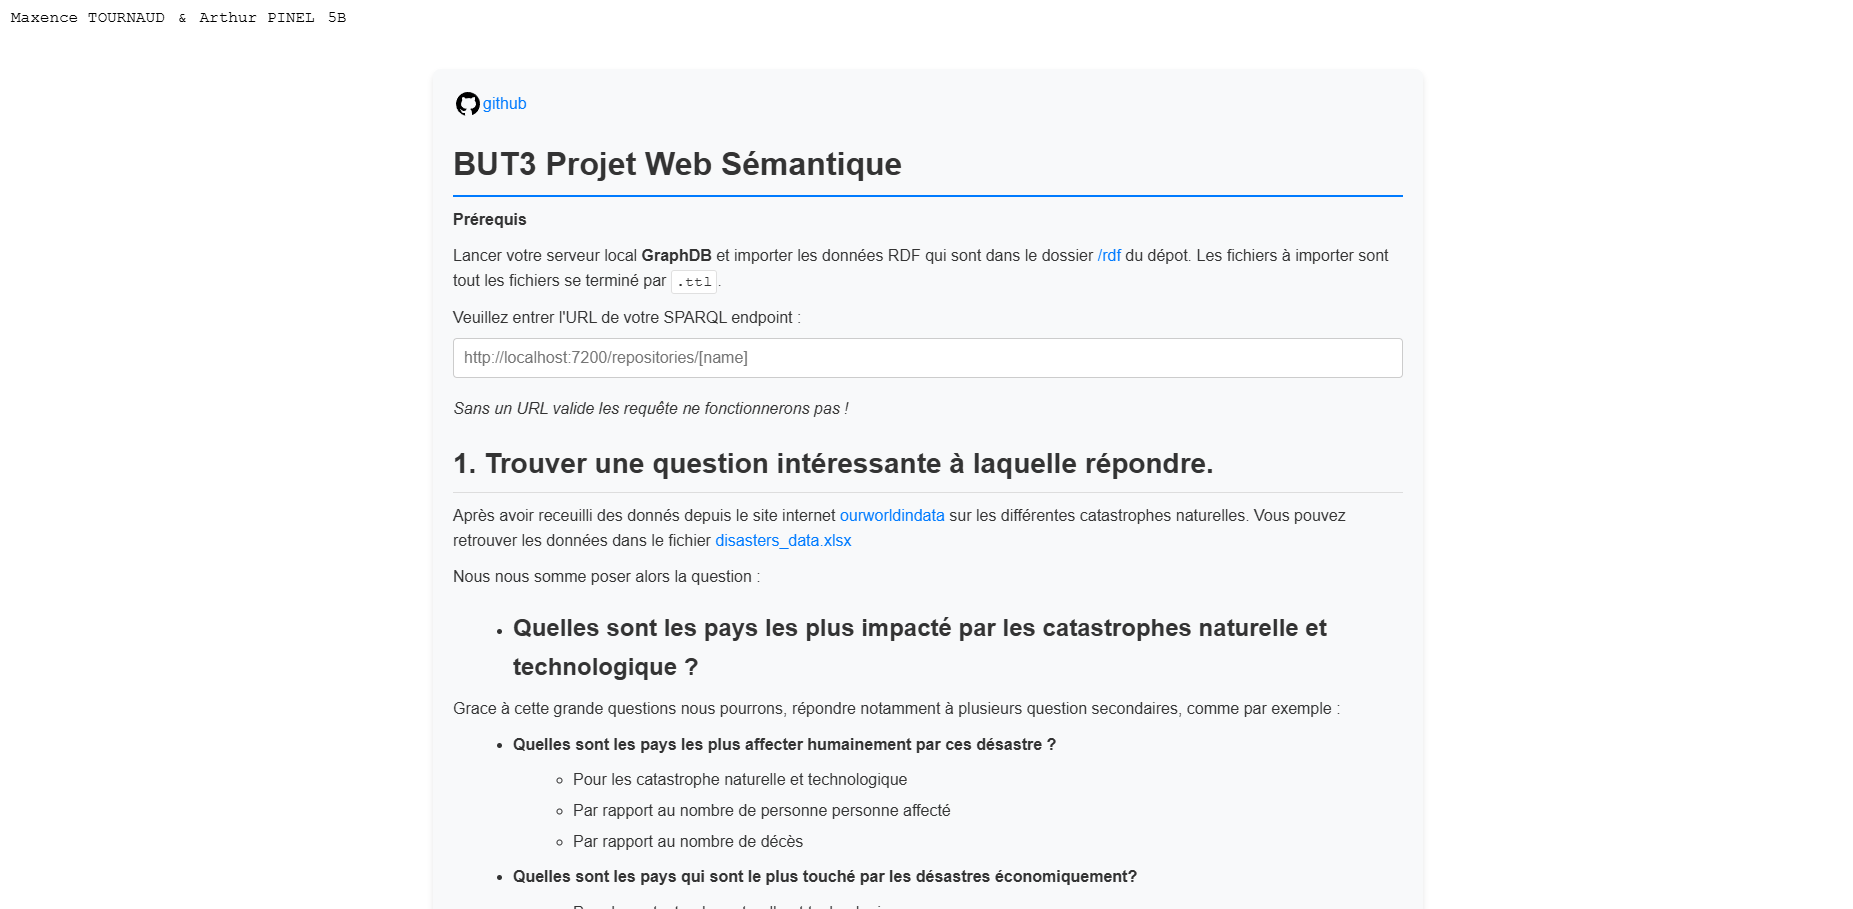 Maxence TOURNAUD & Arthur PINEL 5B
github
BUT3 Projet Web Sémantique
Prérequis
Lancer votre serveur local GraphDB et importer les données RDF qui sont dans le dossier /rdf du dépot. Les fichiers à importer sont
tout les fichiers se terminé par .ttl.
Veuillez entrer l'URL de votre SPARQL endpoint :
http://localhost:7200/repositories/[name]
Sans un URL valide les requête ne fonctionnerons pas !
1. Trouver une question intéressante à laquelle répondre.
Après avoir receuilli des donnés depuis le site internet ourworldindata sur les différentes catastrophes naturelles. Vous pouvez
retrouver les données dans le fichier disasters_data.xlsx
Nous nous somme poser alors la question :
• Quelles sont les pays les plus impacté par les catastrophes naturelle et
technologique ?
Grace à cette grande questions nous pourrons, répondre notamment à plusieurs question secondaires, comme par exemple :
• Quelles sont les pays les plus affecter humainement par ces désastre ?
◦ Pour les catastrophe naturelle et technologique
◦ Par rapport au nombre de personne personne affecté
◦ Par rapport au nombre de décès
• Quelles sont les pays qui sont le plus touché par les désastres économiquement?